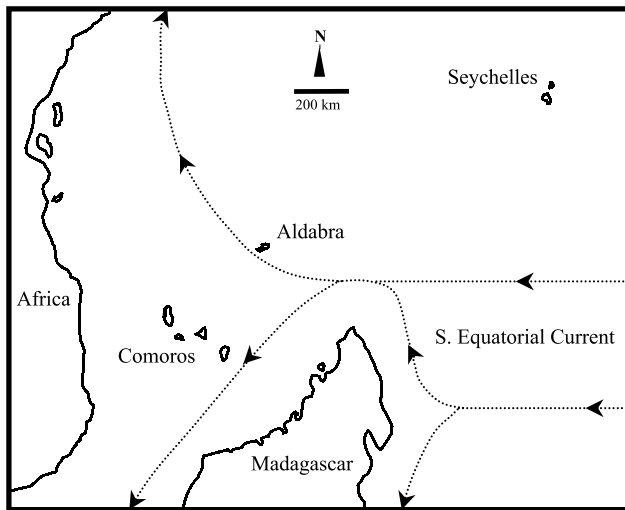 N
200 km
Seychelles
Aldabra
Africa
S. Equatorial Current
Comoros
Madagascar